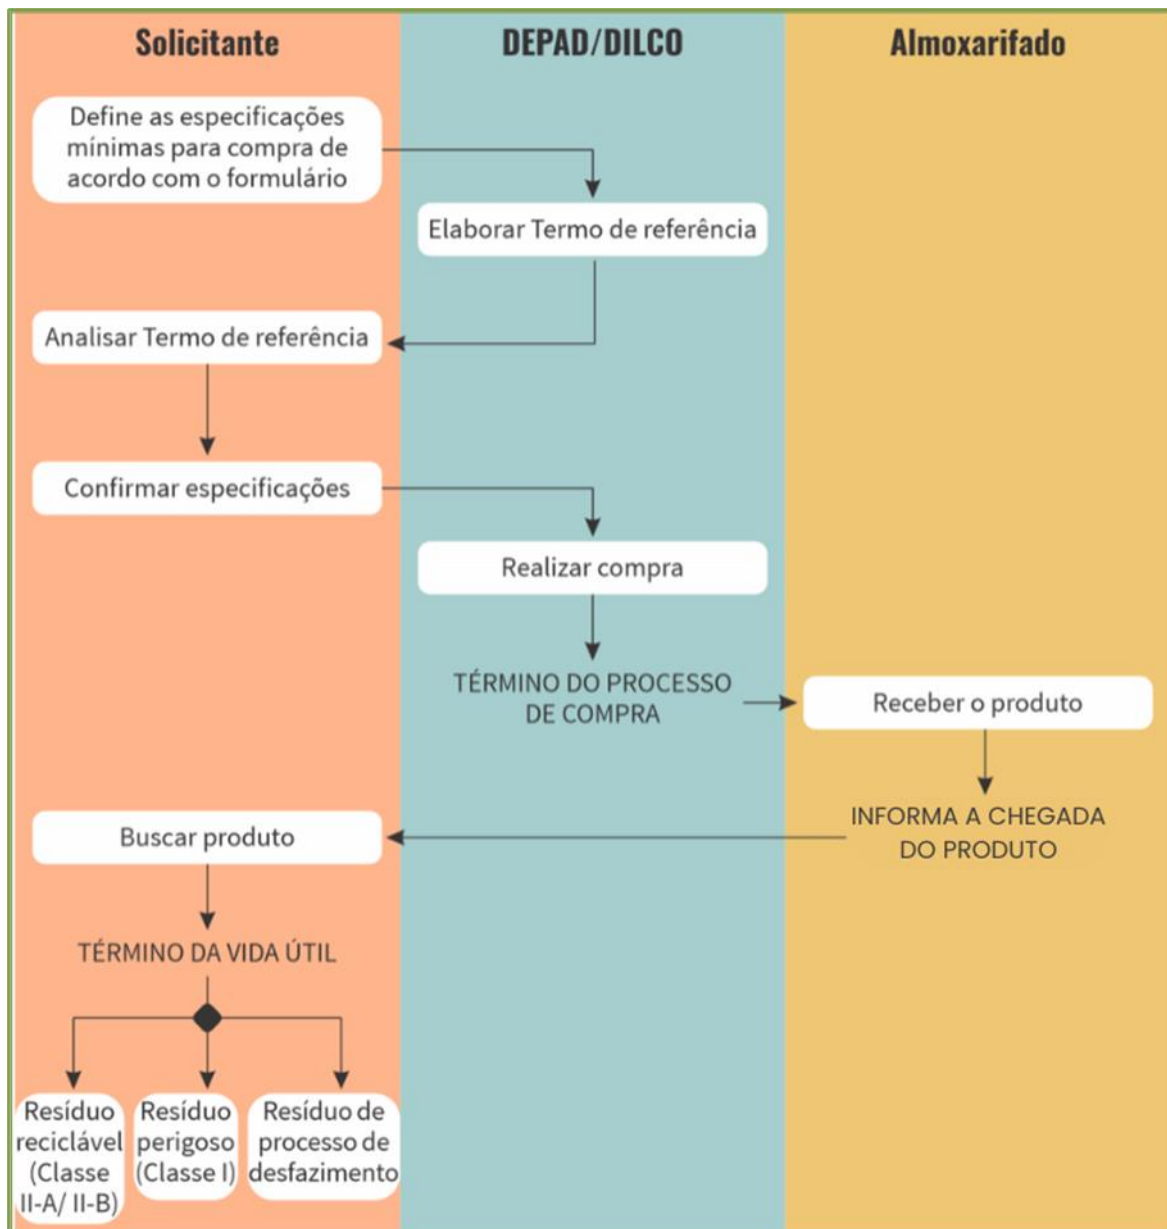 Solicitante
DEPAD/DILCO
Almoxarifado
Define as especificações
mínimas para compra de
acordo com o formulário
Elaborar Termo de referência
Analisar Termo de referência
Confirmar especificações
Realizar compra
TÉRMINO DO PROCESSO
DE COMPRA
Receber o produto
INFORMA A CHEGADA
DO PRODUTO
Buscar produto
TÉRMINO DA VIDA ÚTIL
Resíduo
reciclável
(Classe
II-A/ II-B)
Resíduo
perigoso
(Classe I)
Resíduo de
processo de
desfazimento